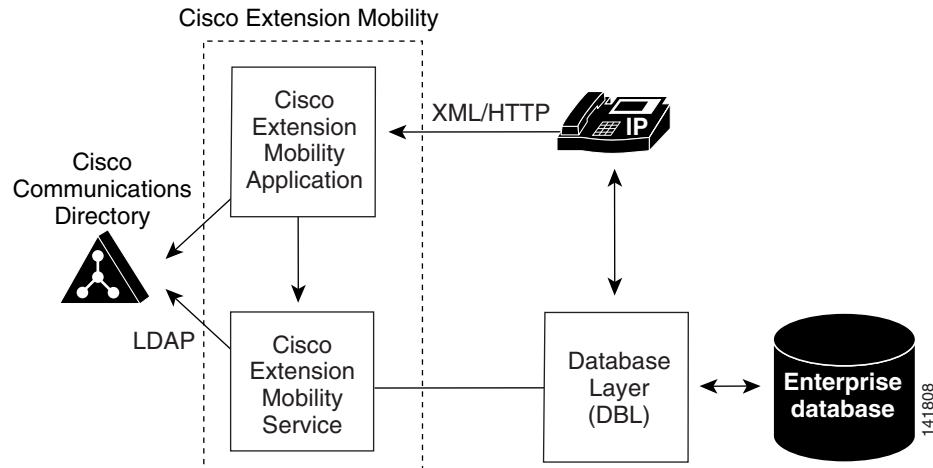 Cisco Extension Mobility
Cisco
Extension
Mobility
Application
XML/HTTP
IP
Cisco
Communications
Directory
LDAP
Cisco
Extension
Mobility
Service
Database
Layer
(DBL)
Enterprise
database
141808